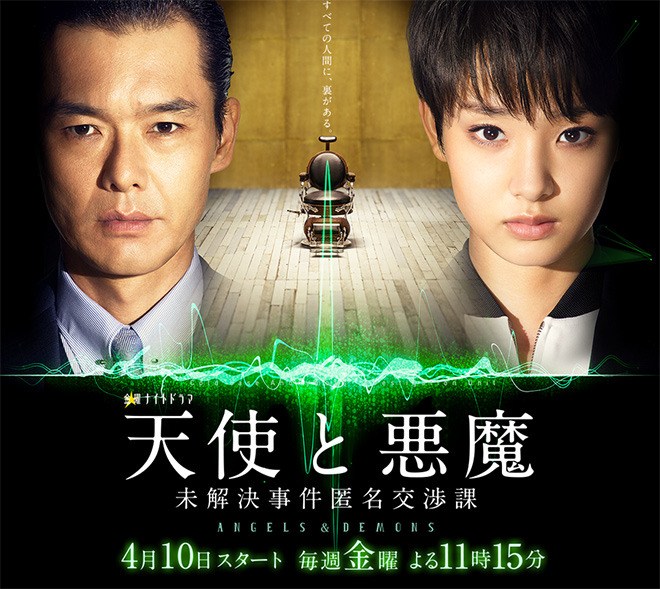 すべての人間に、裏がある。
金曜ナイトドラマ
天使と悪魔
未解決事件匿名交渉課
ANGELS & DEMONS
4月10日スタート 毎週金曜 よる11時15分